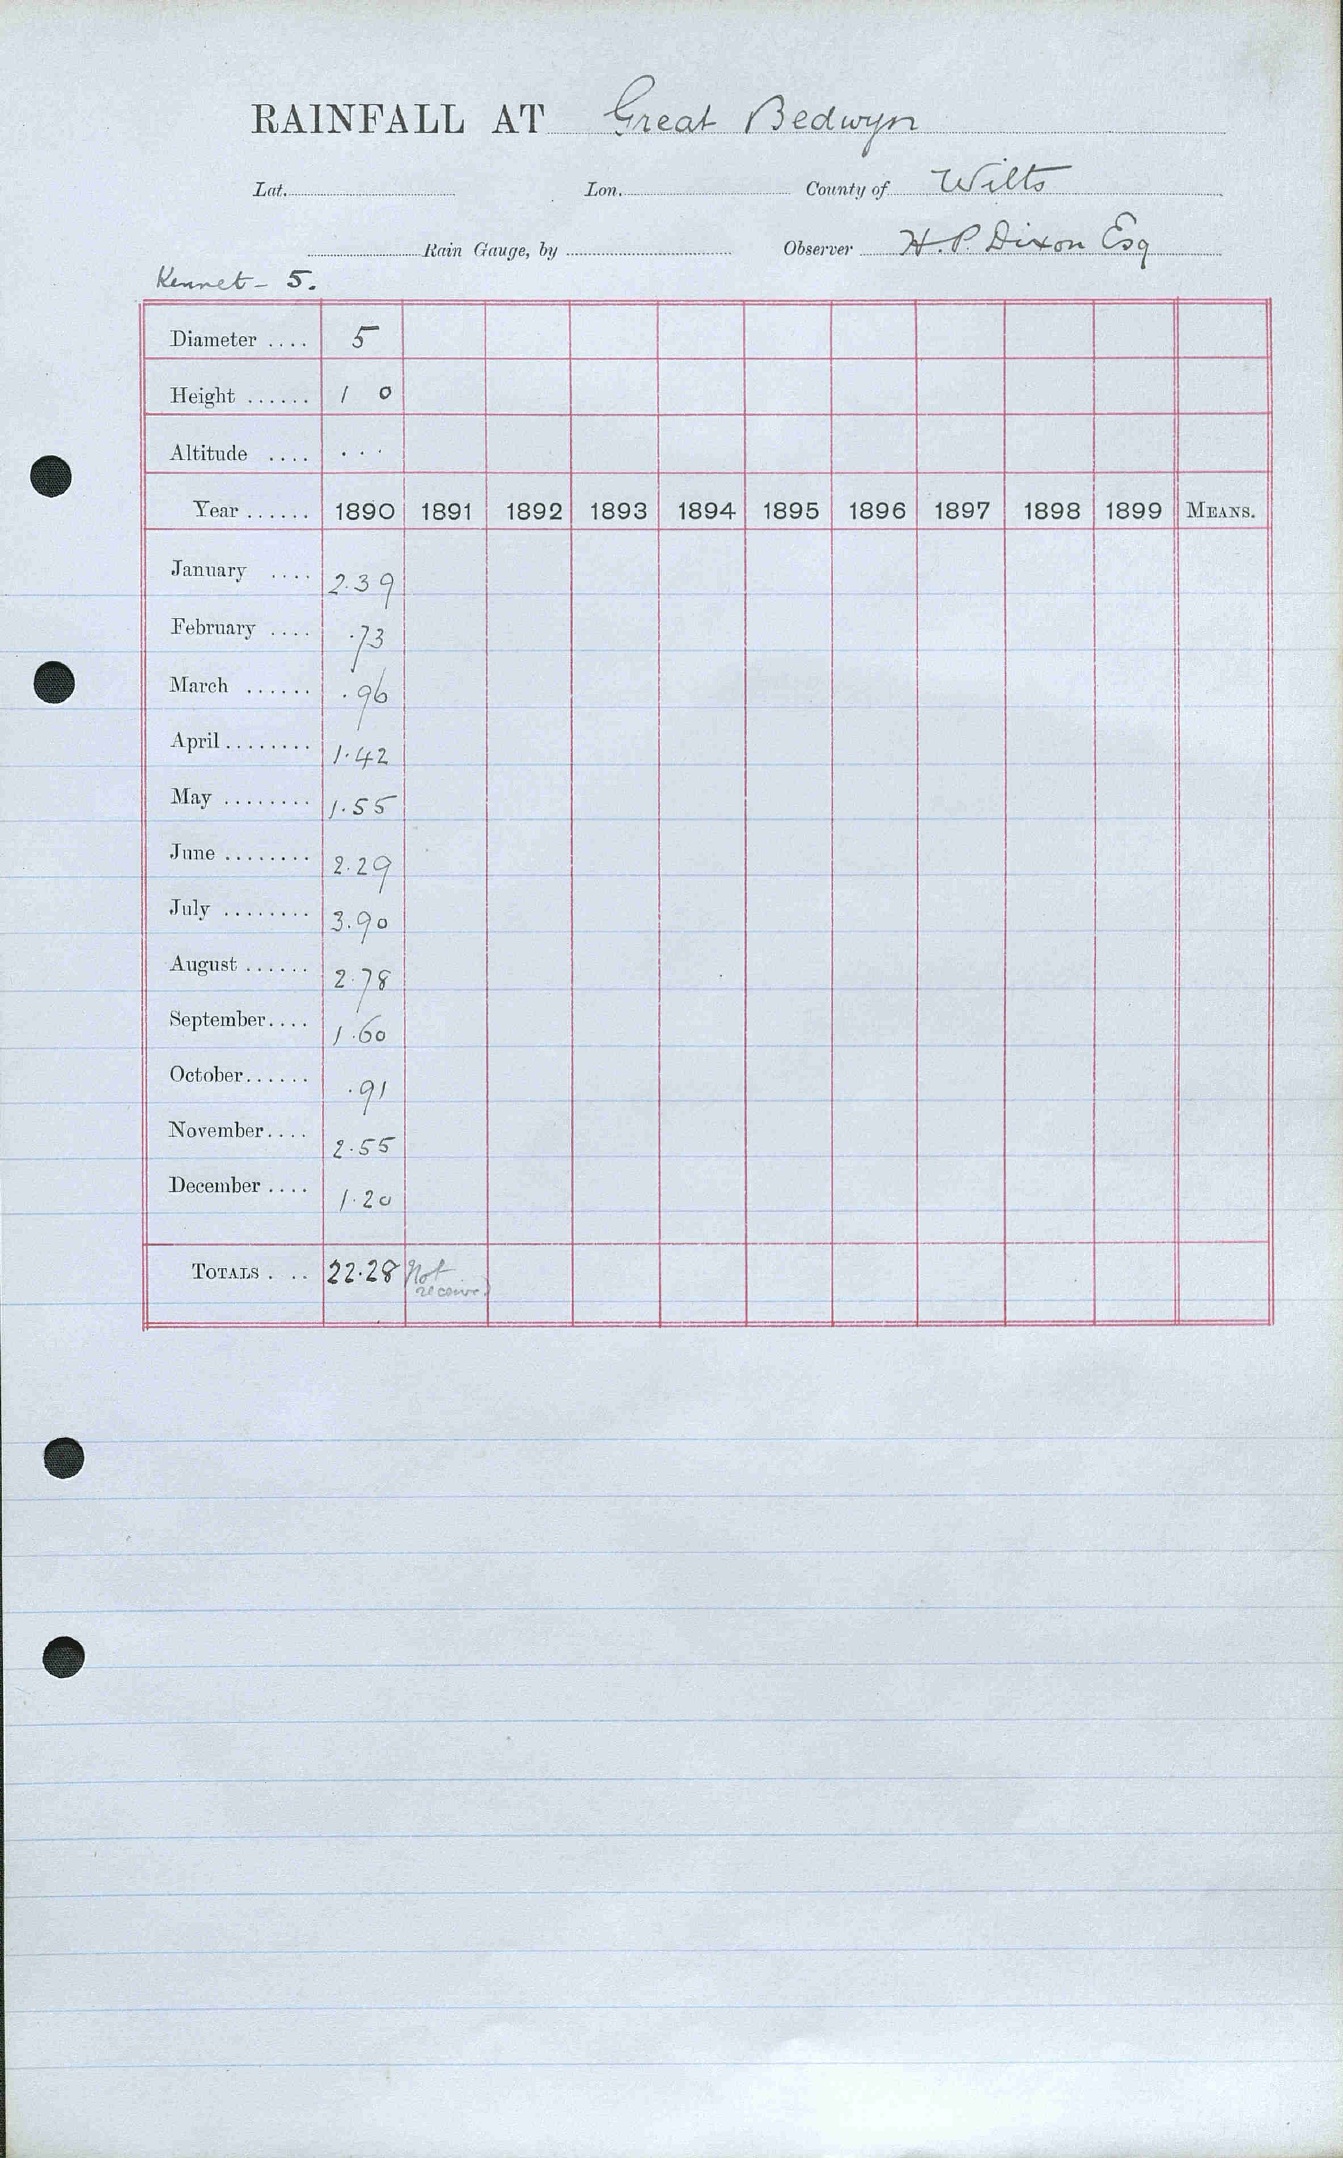 RAINFALL AT Great Bedwyn
Lat. Lon. County of Wilts
Rain Gauge, by Observer H.P. Dixon Esq
Kennet - 5.
Diameter .... 5
Height ...... 1 0
Altitude .... ...
Year ...... 1890 1891 1892 1893 1894 1895 1896 1897 1898 1899 MEANS.
January .... 2.39
February .... .73
March ...... .96
April ........ 1.42
May ........ 1.55
June ........ 2.29
July ........ 3.90
August ...... 2.78
September.... 1.60
October...... .91
November.... 2.55
December .... 1.20
TOTALS . .. 22.28 Not
received